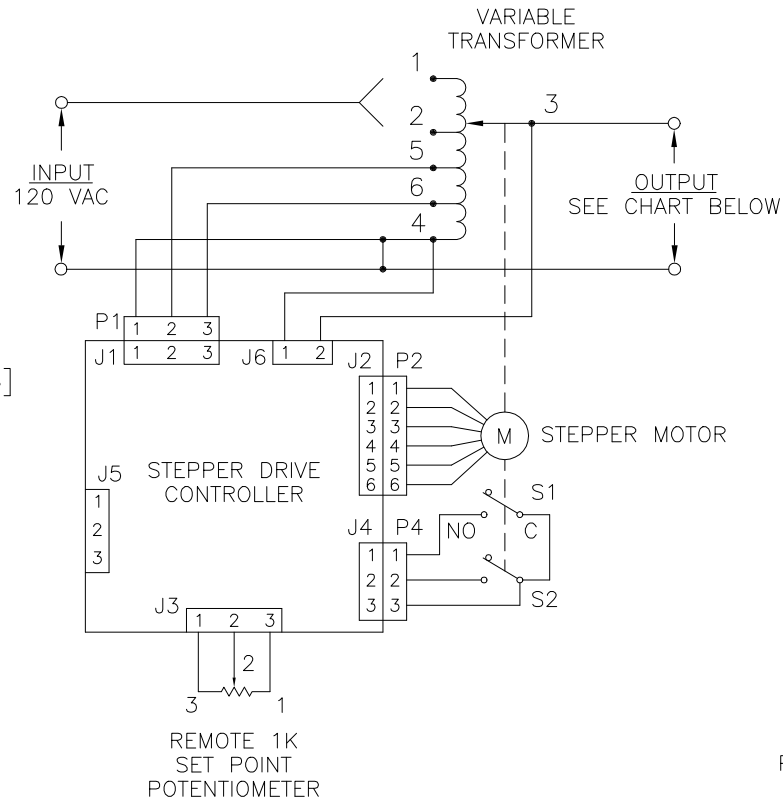 VARIABLE
TRANSFORMER
1
2
3
5
6
4
INPUT
120 VAC
OUTPUT
SEE CHART BELOW
P1
1 2 3
J1
1 2 3
J6
1 2
J2 P2
1 1
2 2
3 3
4 4
5 5
6 6
M
STEPPER MOTOR
STEPPER DRIVE
CONTROLLER
J5
1
2
3
S1
NO C
S2
J4 P4
1 1
2 2
3 3
J3
1 2 3
2
3 1
REMOTE 1K
SET POINT
POTENTIOMETER